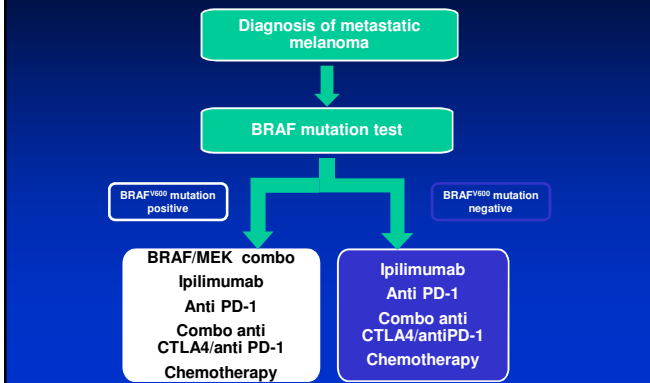 Diagnosis of metastatic
melanoma
BRAF mutation test
BRAFV600 mutation
positive
BRAFV600 mutation
negative
BRAF/MEK combo
Ipilimumab
Anti PD-1
Combo anti
CTLA4/anti PD-1
Chemotherapy
Ipilimumab
Anti PD-1
Combo anti
CTLA4/antiPD-1
Chemotherapy